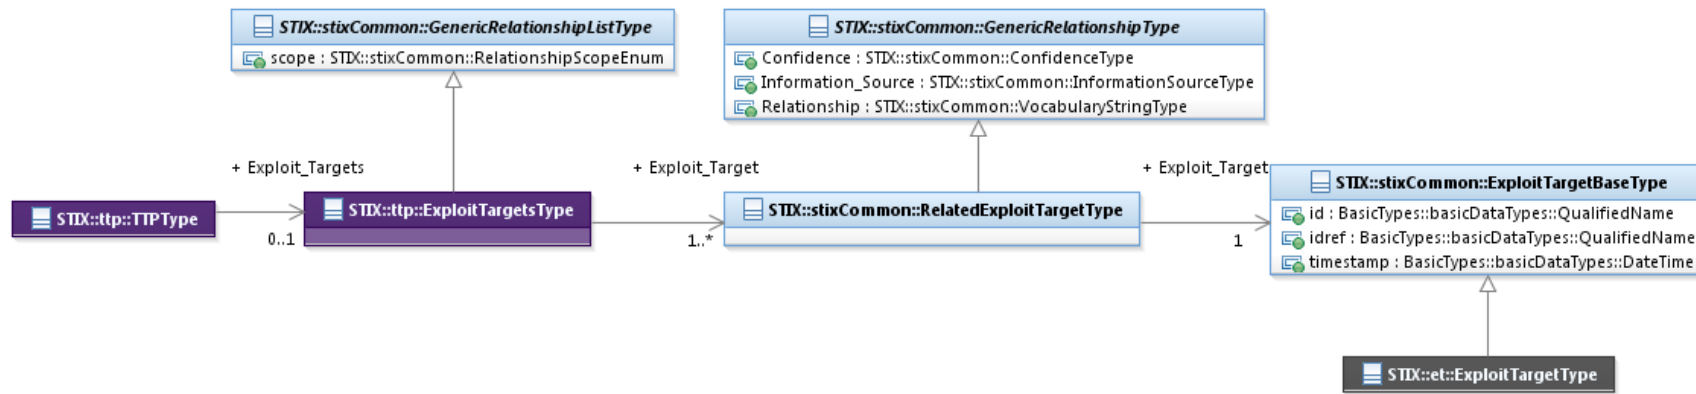 STIX::stixCommon::GenericRelationshipListType
scope : STIX::stixCommon::RelationshipScopeEnum
STIX::stixCommon::GenericRelationshipType
Confidence : STIX::stixCommon::ConfidenceType
Information_Source : STIX::stixCommon::InformationSourceType
Relationship : STIX::stixCommon::VocabularyStringType
+ Exploit_Targets
+ Exploit_Target
+ Exploit_Target
STIX::ttp::TTPType
0..1
STIX::ttp::ExploitTargetsType
1..*
STIX::stixCommon::RelatedExploitTargetType
1
STIX::stixCommon::ExploitTargetBaseType
id : BasicTypes::basicDataTypes::QualifiedName
idref : BasicTypes::basicDataTypes::QualifiedName
timestamp : BasicTypes::basicDataTypes::DateTime
STIX::et::ExploitTargetType